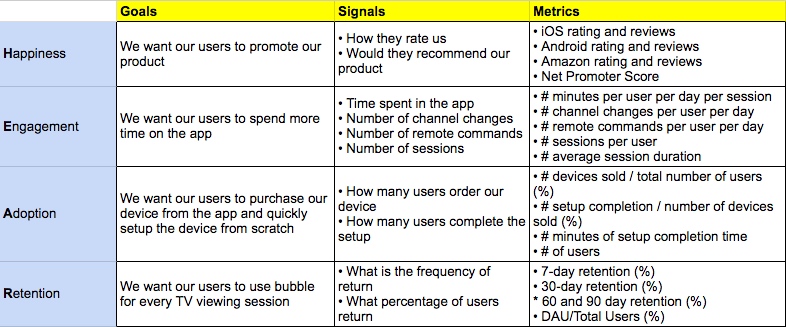 Goals Signals Metrics
Happiness
We want our users to promote our
product
• How they rate us
• Would they recommend our
product
• iOS rating and reviews
• Android rating and reviews
• Amazon rating and reviews
• Net Promoter Score
Engagement
We want our users to spend more
time on the app
• Time spent in the app
• Number of channel changes
• Number of remote commands
• Number of sessions
• # minutes per user per day per session
• # channel changes per user per day
• # remote commands per user per day
• # sessions per user
• # average session duration
Adoption
We want our users to purchase our
device from the app and quickly
setup the device from scratch
• How many users order our
device
• How many users complete the
setup
• # devices sold / total number of users
(%)
• # setup completion / number of devices
sold (%)
• # minutes of setup completion time
• # of users
Retention
We want our users to use bubble
for every TV viewing session
• What is the frequency of
return
• What percentage of users
return
• 7-day retention (%)
• 30-day retention (%)
* 60 and 90 day retention (%)
• DAU/Total Users (%)